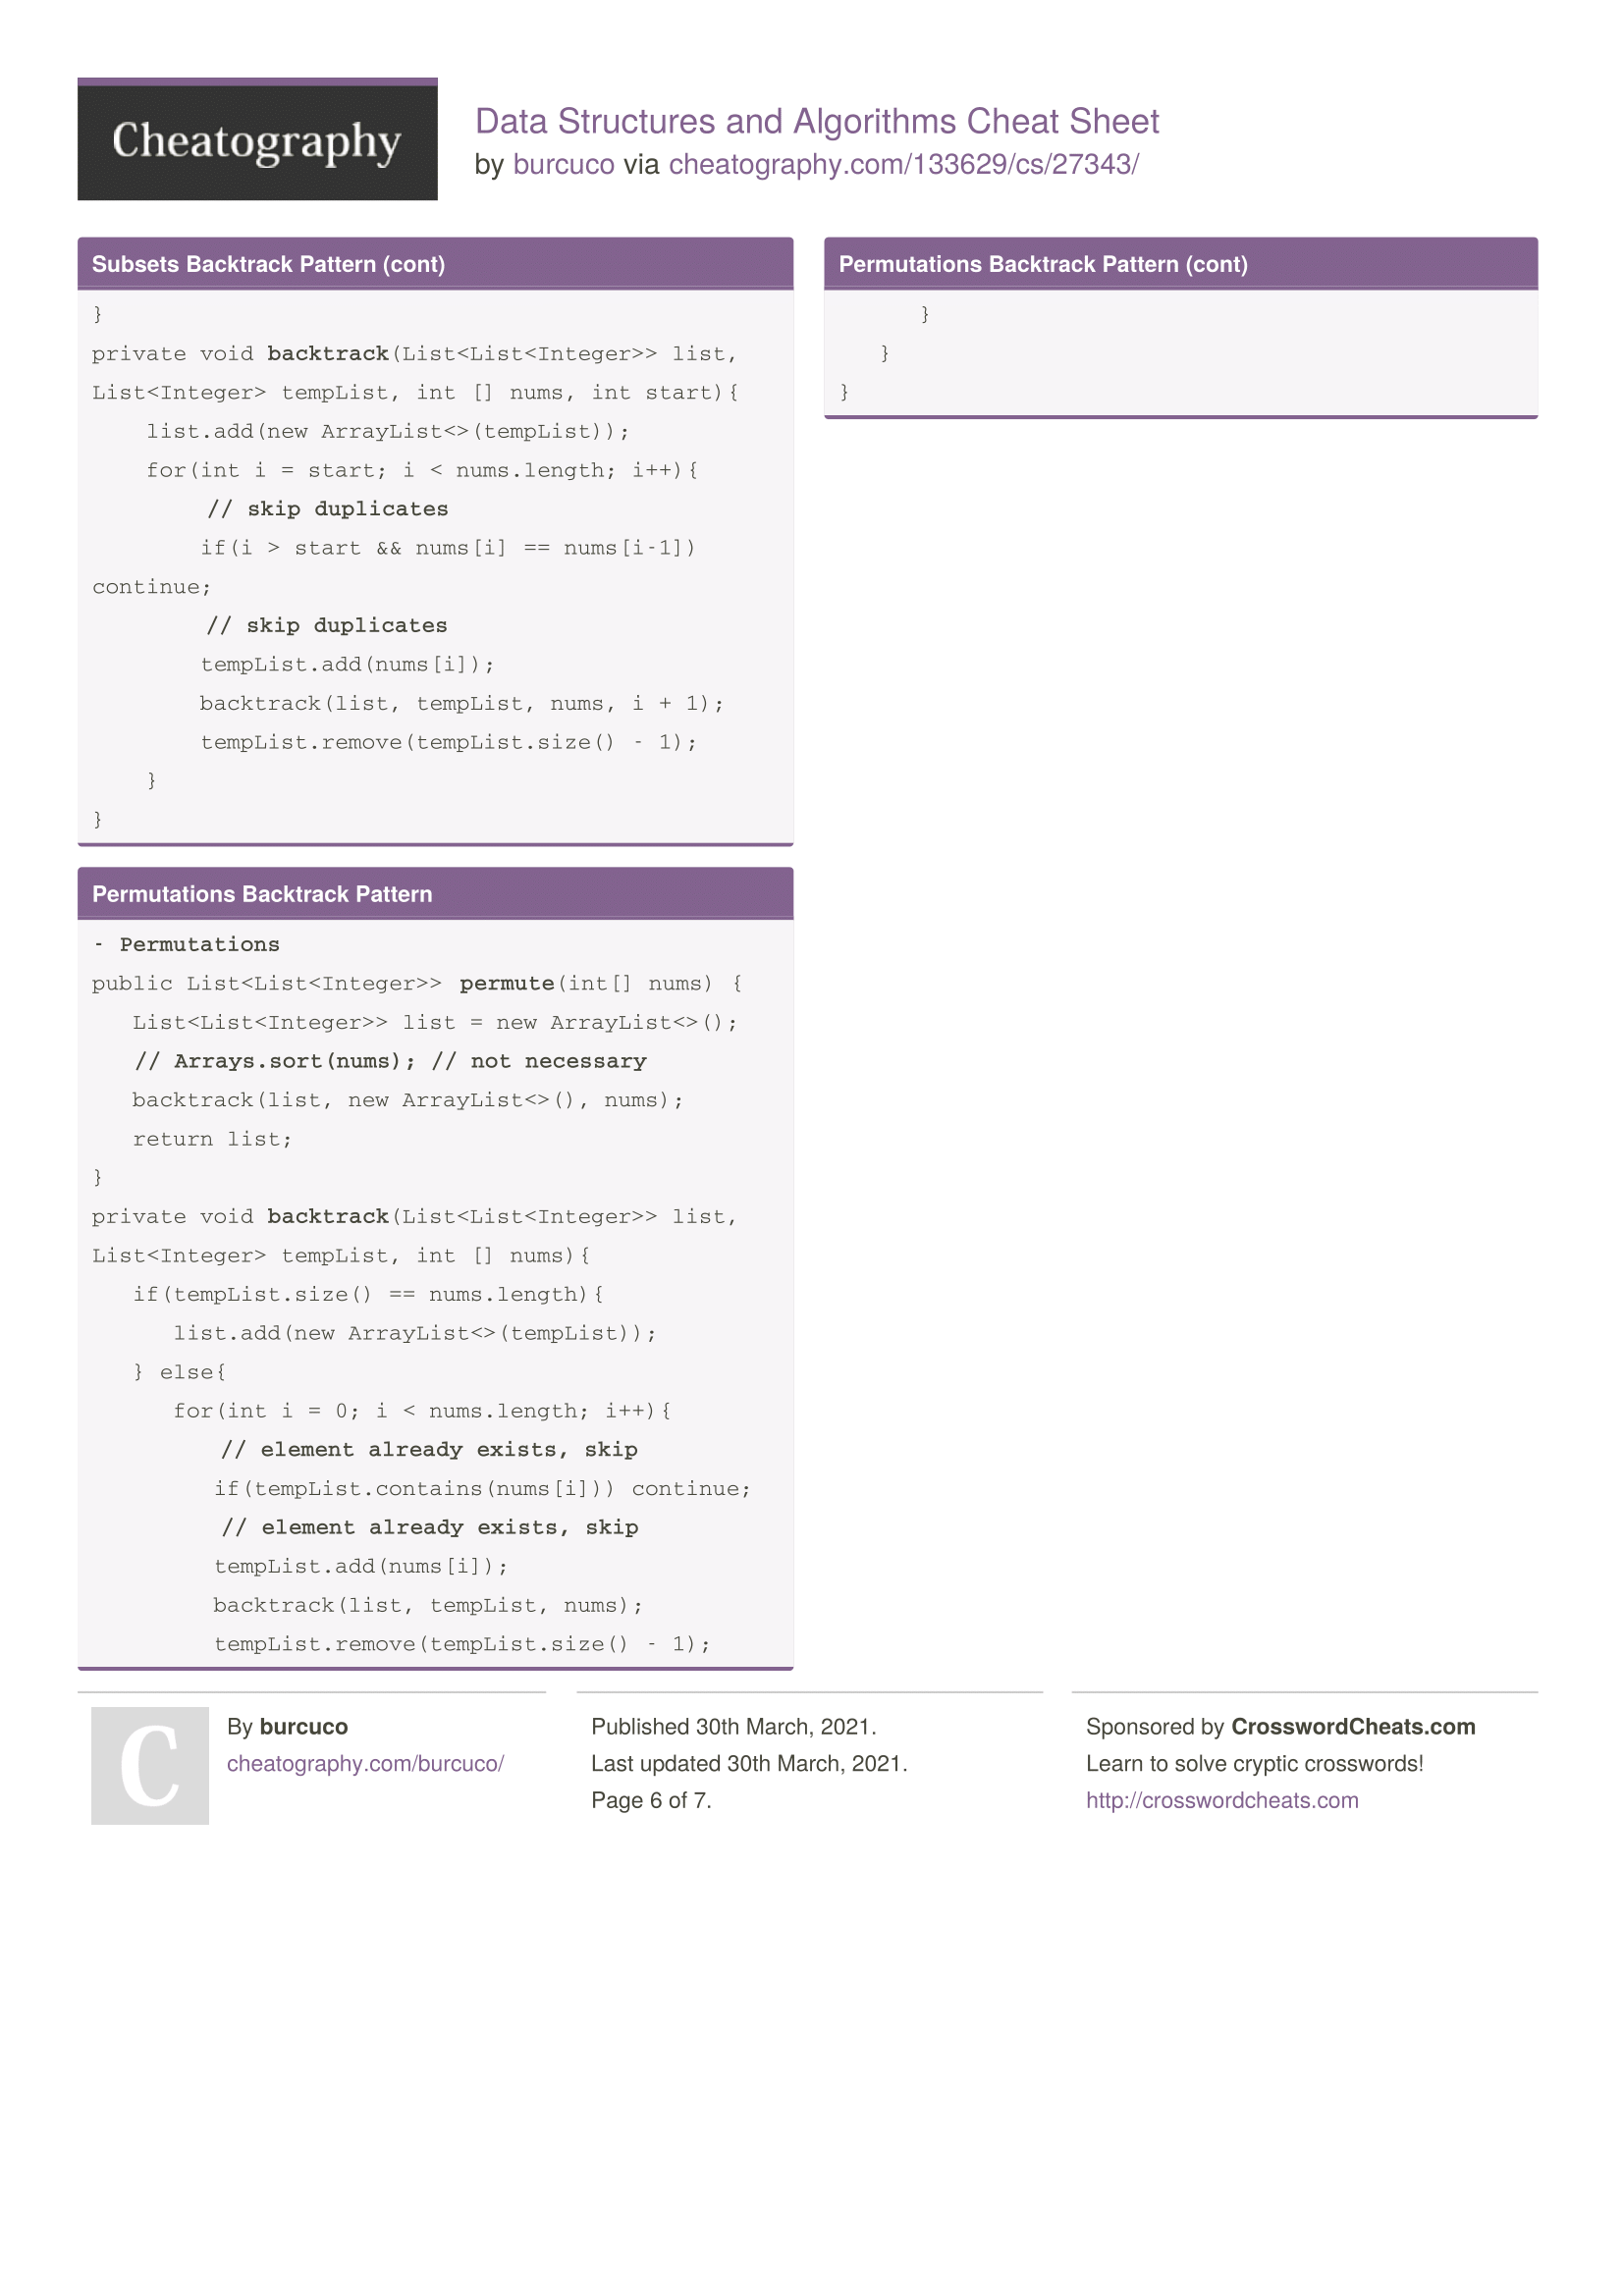 Cheatography
Data Structures and Algorithms Cheat Sheet
by burcuco via cheatography.com/133629/cs/27343/
Subsets Backtrack Pattern (cont)
}
private void backtrack(List<List<Integer>> list,
List<Integer> tempList, int [] nums, int start){
    list.add(new ArrayList<>(tempList));
    for(int i = start; i < nums.length; i++){
        // skip duplicates
        if(i > start && nums[i] == nums[i-1])
continue;
        // skip duplicates
        tempList.add(nums[i]);
        backtrack(list, tempList, nums, i + 1);
        tempList.remove(tempList.size() - 1);
    }
}
Permutations Backtrack Pattern
- Permutations
public List<List<Integer>> permute(int[] nums) {
   List<List<Integer>> list = new ArrayList<>();
   // Arrays.sort(nums); // not necessary
   backtrack(list, new ArrayList<>(), nums);
   return list;
}
private void backtrack(List<List<Integer>> list,
List<Integer> tempList, int [] nums){
   if(tempList.size() == nums.length){
      list.add(new ArrayList<>(tempList));
   } else{
      for(int i = 0; i < nums.length; i++){
         // element already exists, skip
         if(tempList.contains(nums[i])) continue;
         // element already exists, skip
         tempList.add(nums[i]);
         backtrack(list, tempList, nums);
         tempList.remove(tempList.size() - 1);
Permutations Backtrack Pattern (cont)
      }
   }
}
C
By burcuco
cheatography.com/burcuco/
Published 30th March, 2021.
Last updated 30th March, 2021.
Page 6 of 7.
Sponsored by CrosswordCheats.com
Learn to solve cryptic crosswords!
http://crosswordcheats.com